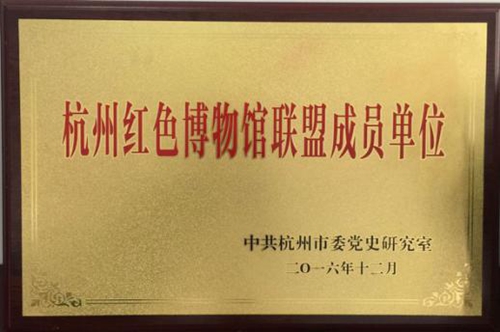 杭州红色博物馆联盟成员单位
中共杭州市委党史研究室
二〇一六年十二月